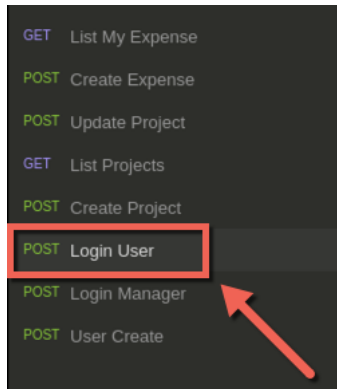 GET List My Expense
POST Create Expense
POST Update Project
GET List Projects
POST Create Project
POST Login User
POST Login Manager
POST User Create